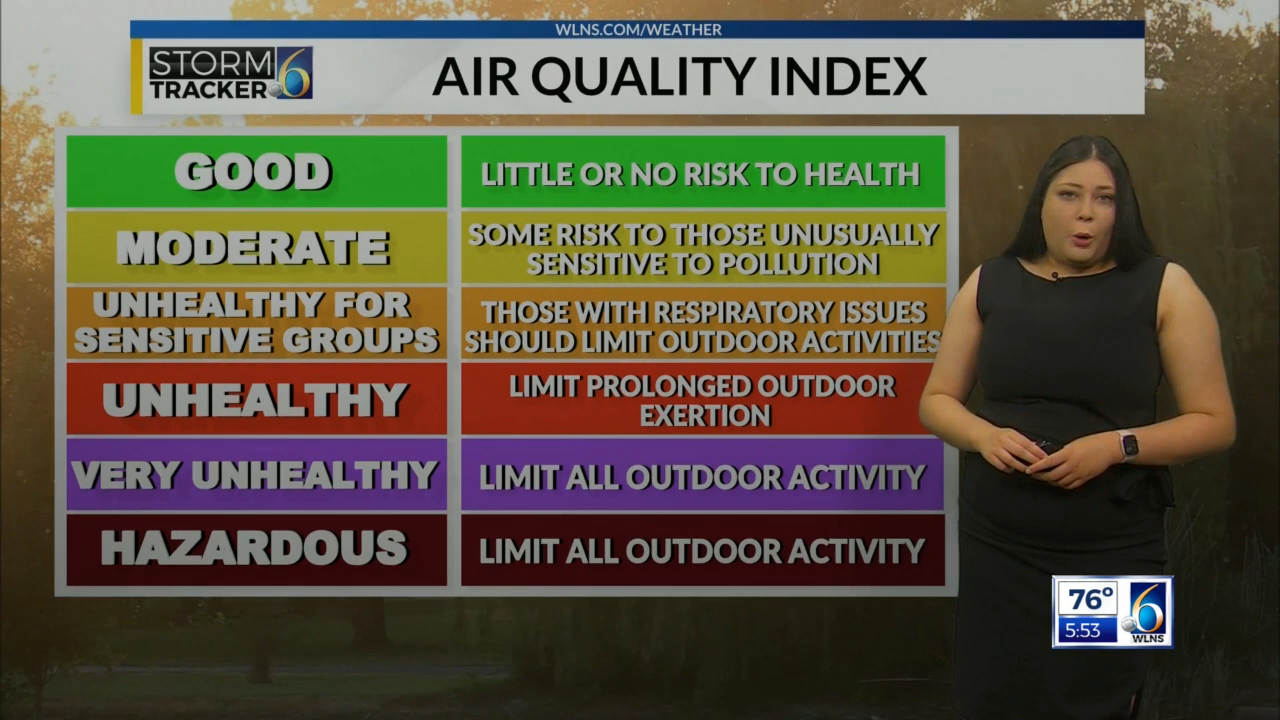 WLNS.COM/WEATHER
STORM
TRACKER 6
AIR QUALITY INDEX
GOOD
LITTLE OR NO RISK TO HEALTH
MODERATE
SOME RISK TO THOSE UNUSUALLY
SENSITIVE TO POLLUTION
UNHEALTHY FOR
SENSITIVE GROUPS
THOSE WITH RESPIRATORY ISSUES
SHOULD LIMIT OUTDOOR ACTIVITIES
UNHEALTHY
LIMIT PROLONGED OUTDOOR
EXERTION
VERY UNHEALTHY
LIMIT ALL OUTDOOR ACTIVITY
HAZARDOUS
LIMIT ALL OUTDOOR ACTIVITY
76°
5:53
6
WLNS